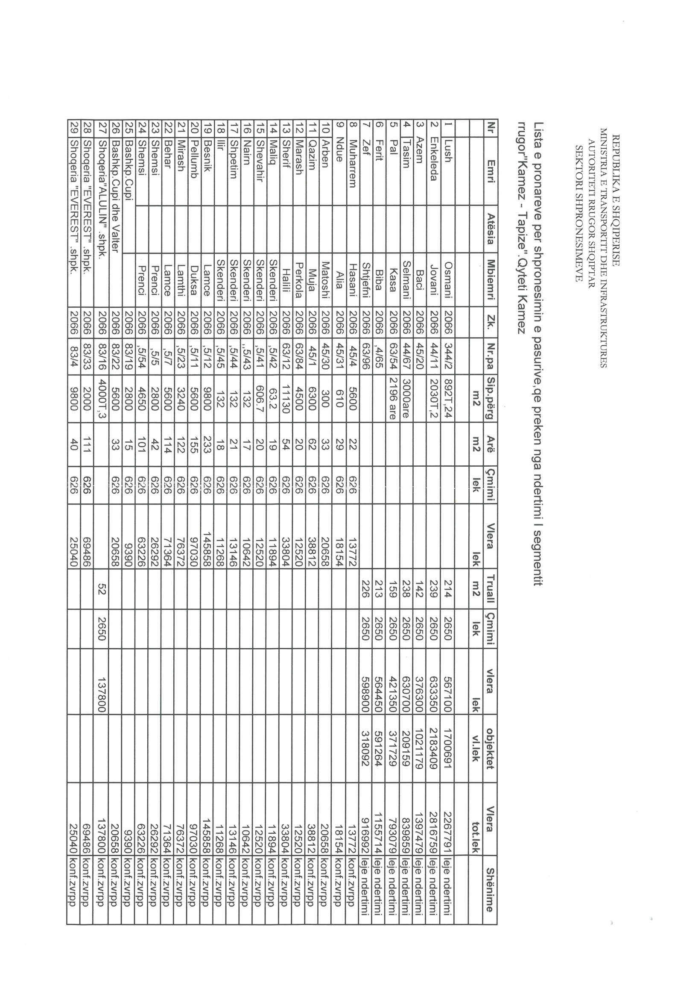 REPUBLIKA E SHQIPERISE
MINISTRIA E TRANSPORTIT DHE INFRASTRUKTURES
AUTORITETI RRUGOR SHQIPTAR
SEKTORI SHPRONESIMEVE
Lista e pronareve per shpronesimin e pasurive,qe preken nga ndertimi I segmentit
rrugor"Kamez - Tapize".Qyteti Kamez
Nr Emri Atësia Mbiemri Zk. Nr.pa Sip.përg Arë Çmimi Vlera Truall Çmimi vlera objektet Vlera Shënime
m2 m2 lek lek m2 lek lek vl.lek tot.lek
1 Lush Osmani 2066 344/2 892T,24 214 2650 567100 1700691 2267791 leje ndertimi
2 Enkeleda Jovani 2066 44/11 2030T,2 239 2650 633350 2183409 2816759 leje ndertimi
3 Azem Baci 2066 45/20 142 2650 376300 1021179 1397479 leje ndertimi
4 Tasim Selmani 2066 44/67 3000are 238 2650 630700 209159 839859 leje ndertimi
5 Pal Kasa 2066 63/54 2196 are 159 2650 421350 371729 793079 leje ndertimi
6 Ferit Biba 2066 ,4/65 213 2650 564450 591264 1155714 leje ndertimi
7 Zef Shtjefni 2066 63/96 226 2650 598900 318092 916992 leje ndertimi
8 Muharrem Hasani 2066 45/4 5600 22 626 13772 13772 konf.zvrpp
9 Ndue Alia 2066 45/31 610 29 626 18154 18154 konf.zvrpp
10 Arben Matoshi 2066 45/30 300 33 626 20658 20658 konf.zvrpp
11 Qazim Muja 2066 45/1 6300 62 626 38812 38812 konf.zvrpp
12 Marash Perkola 2066 63/84 4500 20 626 12520 12520 konf.zvrpp
13 Sherif Halili 2066 63/12 11130 54 626 33804 33804 konf.zvrpp
14 Maliq Skenderi 2066 ,5/42 63.2 19 626 11894 11894 konf.zvrpp
15 Shevahir Skenderi 2066 ,5/41 606.7 20 626 12520 12520 konf.zvrpp
16 Nairn Skenderi 2066 ,,5/43 132 17 626 10642 10642 konf.zvrpp
17 Shpetim Skenderi 2066 ,5/44 132 21 626 13146 13146 konf.zvrpp
18 Ilir Skenderi 2066 ,5/45 132 18 626 11268 11268 konf.zvrpp
19 Besnik Lamce 2066 ,5/12 9800 233 626 145858 145858 konf.zvrpp
20 Pellumb Duksa 2066 ,5/11 5600 155 626 97030 97030 konf.zvrpp
21 Mirash Lamthi 2066 ,5/23 3240 122 626 76372 76372 konf.zvrpp
22 Behar Lamce 2066 ,5/7 5600 114 626 71364 71364 konf.zvrpp
23 Shemsi Prenci 2066 ,5/5 2800 42 626 26292 26292 konf.zvrpp
24 Shemsi Prenci 2066 ,5/54 4650 101 626 63226 63226 konf.zvrpp
25 Bashkp.Cupi 2066 83/19 2800 15 626 9390 9390 konf.zvrpp
26 Bashkp.Cupi dhe Valter 2066 83/22 5600 33 626 20658 20658 konf.zvrpp
27 Shoqeria"ALULIN" .shpk. 2066 83/16 4000T,3 52 2650 137800 137800 konf.zvrpp
28 Shoqeria "EVEREST" .shpk. 2066 83/33 2000 111 626 69486 69486 konf.zvrpp
29 Shoqeria "EVEREST" .shpk. 2066 83/4 9800 40 626 25040 25040 konf.zvrpp